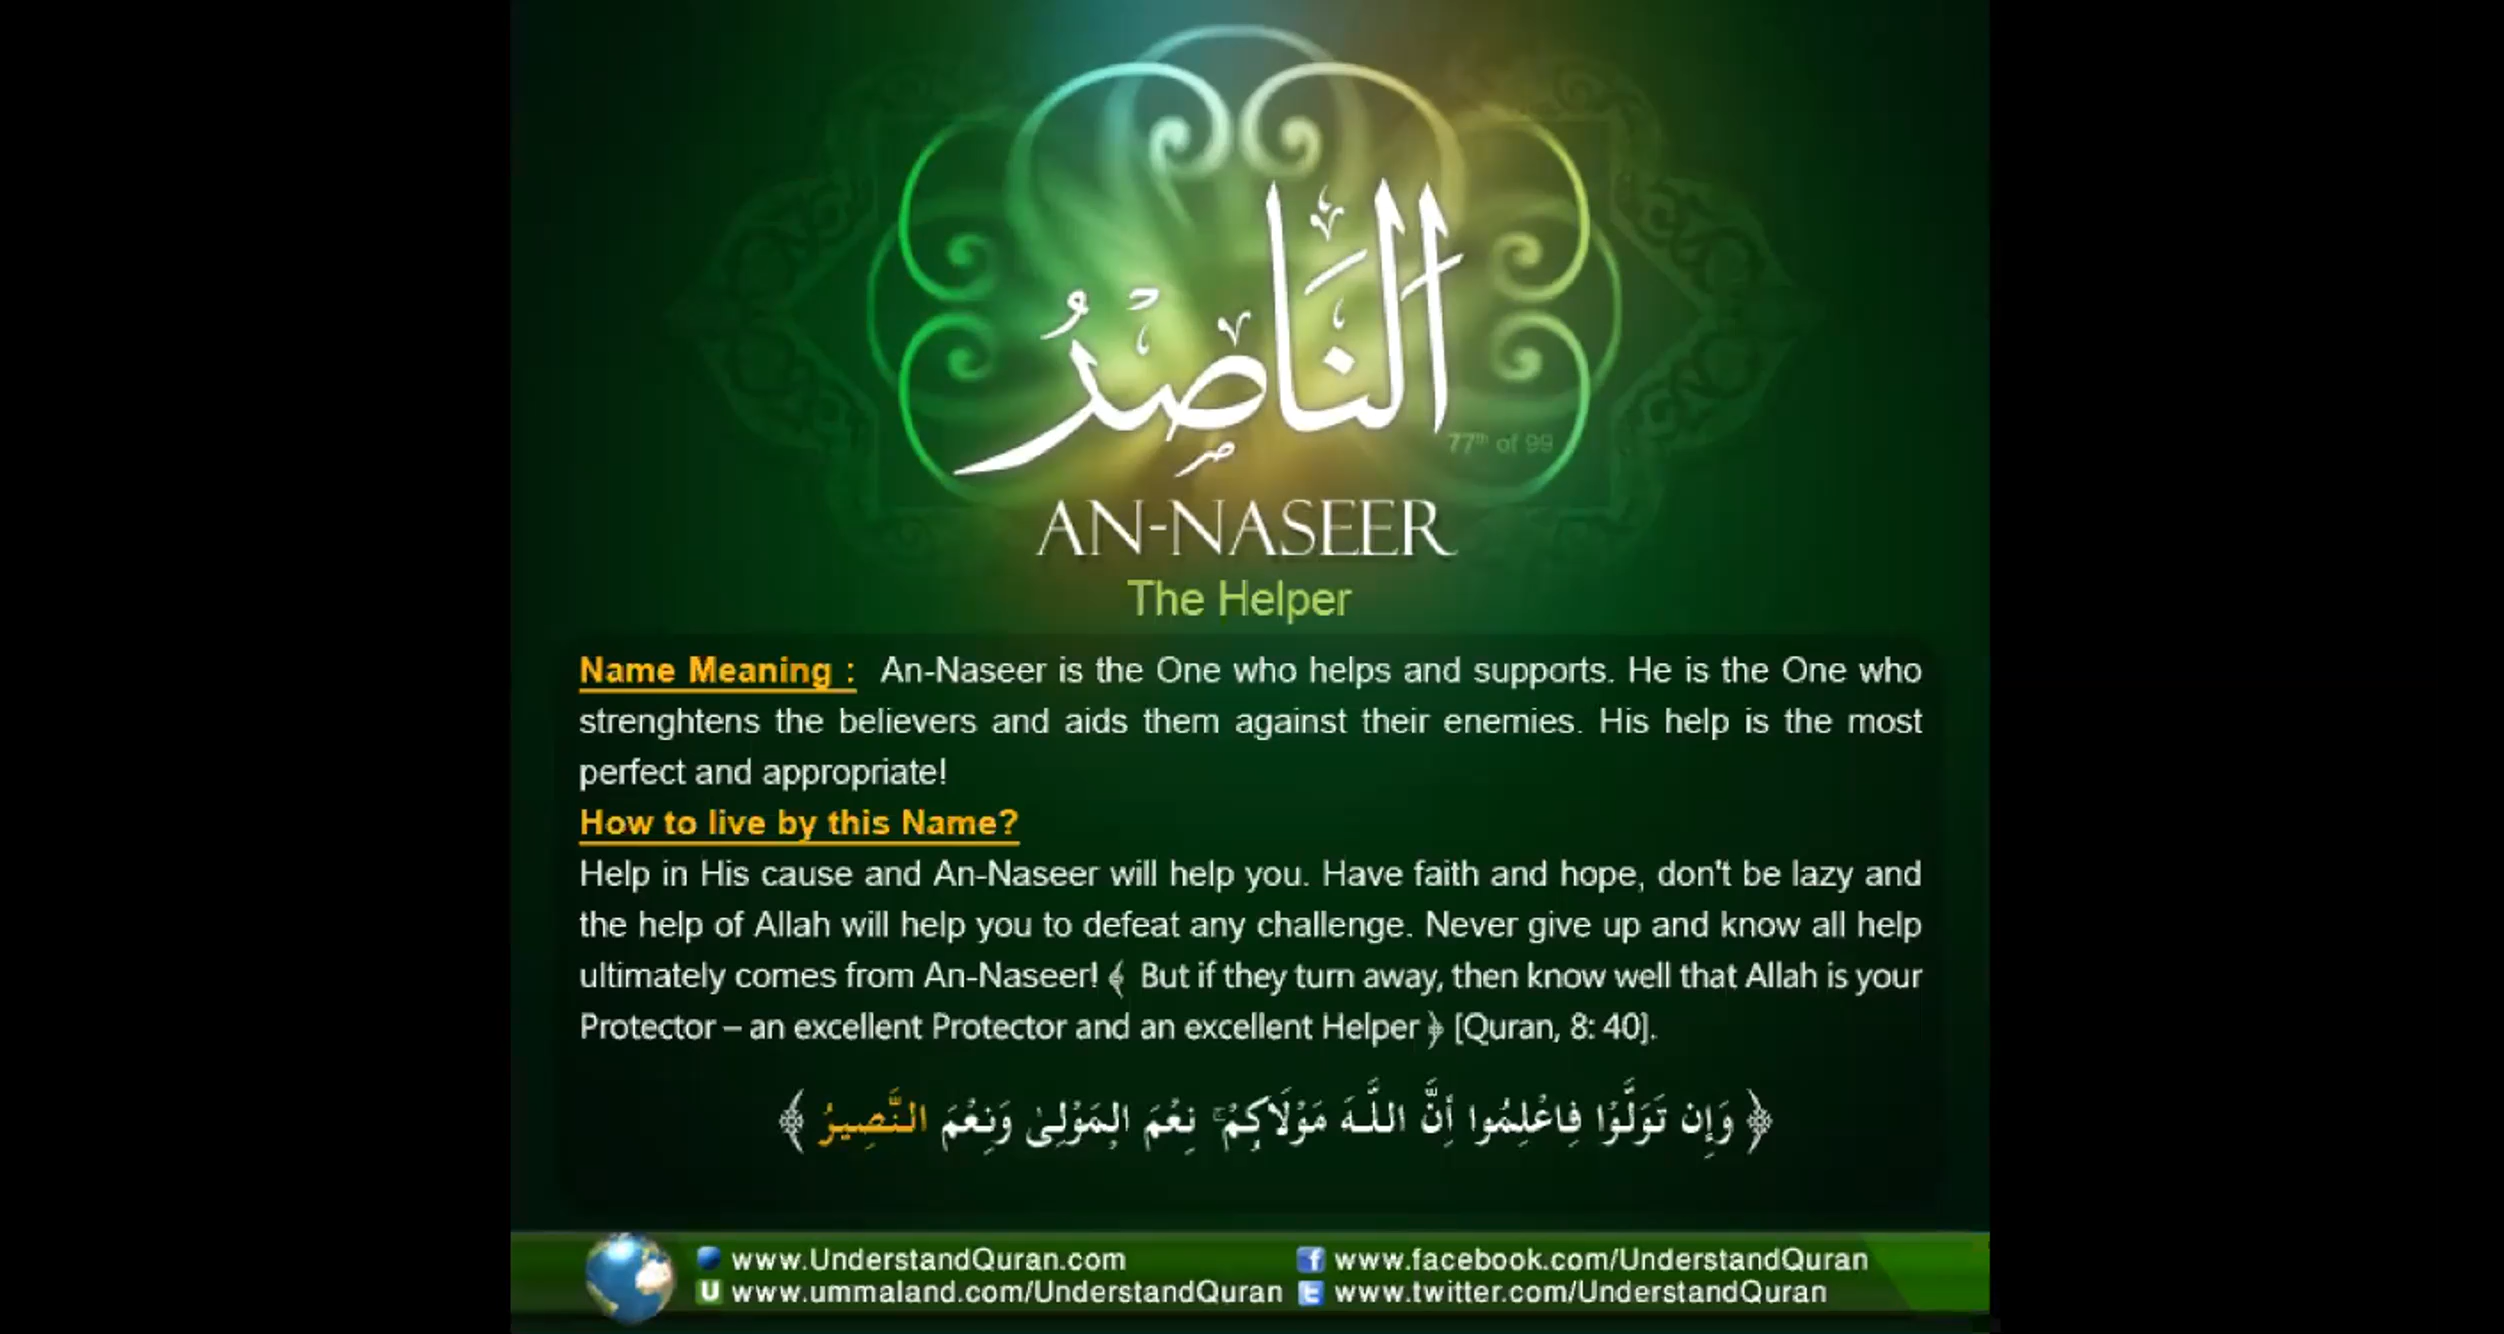 النَّاصِرُ
77th of 99
AN-NASEER
The Helper
Name Meaning : An-Naseer is the One who helps and supports. He is the One who
strenghtens the believers and aids them against their enemies. His help is the most
perfect and appropriate!
How to live by this Name?
Help in His cause and An-Naseer will help you. Have faith and hope, don't be lazy and
the help of Allah will help you to defeat any challenge. Never give up and know all help
ultimately comes from An-Naseer! ﴾ But if they turn away, then know well that Allah is your
Protector – an excellent Protector and an excellent Helper ﴿ [Quran, 8: 40].
﴿ وَإِن تَوَلَّوْا فَاعْلَمُوا أَنَّ اللَّـهَ مَوْلَاكُمْ ۚ نِعْمَ الْمَوْلَىٰ وَنِعْمَ النَّصِيرُ ﴾
www.UnderstandQuran.com
www.facebook.com/UnderstandQuran
www.ummaland.com/UnderstandQuran
www.twitter.com/UnderstandQuran